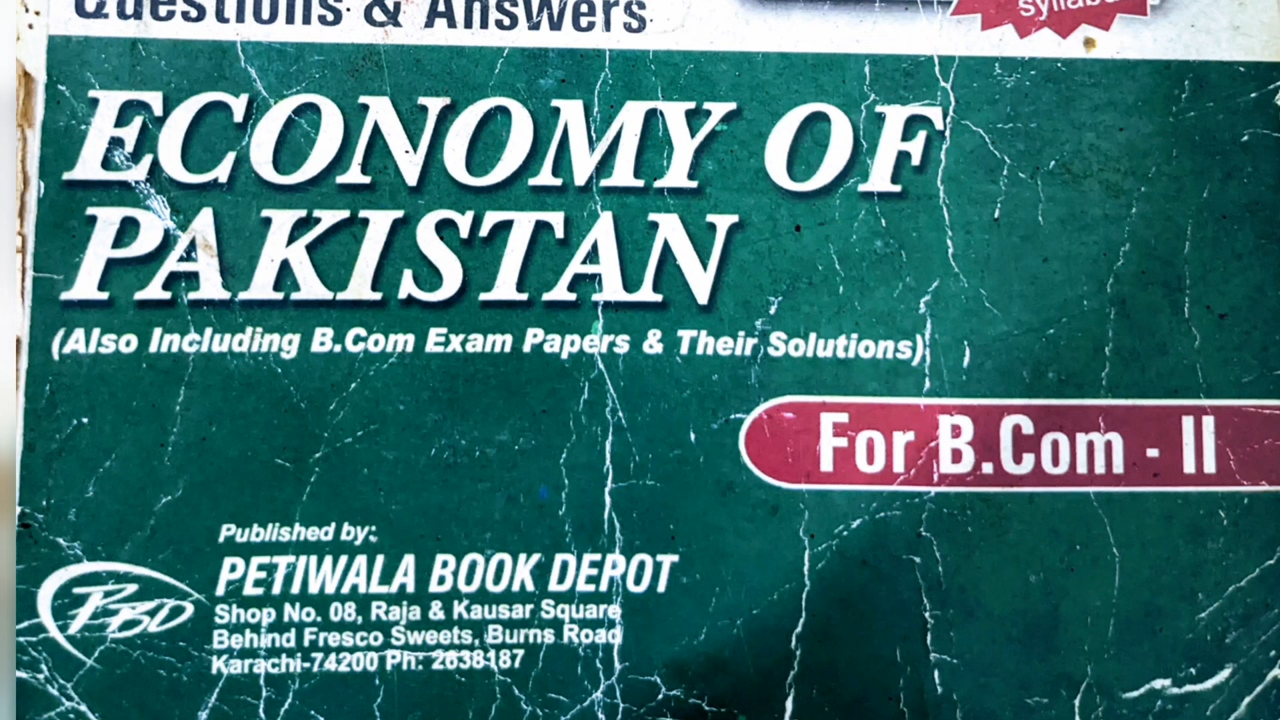 Questions & Answers
ECONOMY OF
PAKISTAN
(Also Including B.Com Exam Papers & Their Solutions)
For B.Com - II
Published by:
PETIWALA BOOK DEPOT
PBD
Shop No. 08, Raja & Kausar Square
Behind Fresco Sweets, Burns Road
Karachi-74200 Ph: 2638187